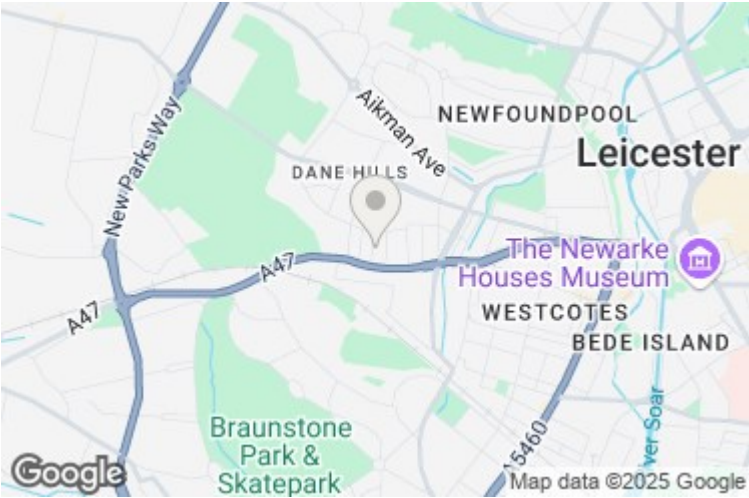 Aikman Ave
NEWFOUNDPOOL
Leicester
New Parks Way
DANE HILLS
A47
The Newarke
Houses Museum
A47
WESTCOTES
BEDE ISLAND
Braunstone
Park &
Skatepark
A5460
Soar
Google
Map data ©2025 Google